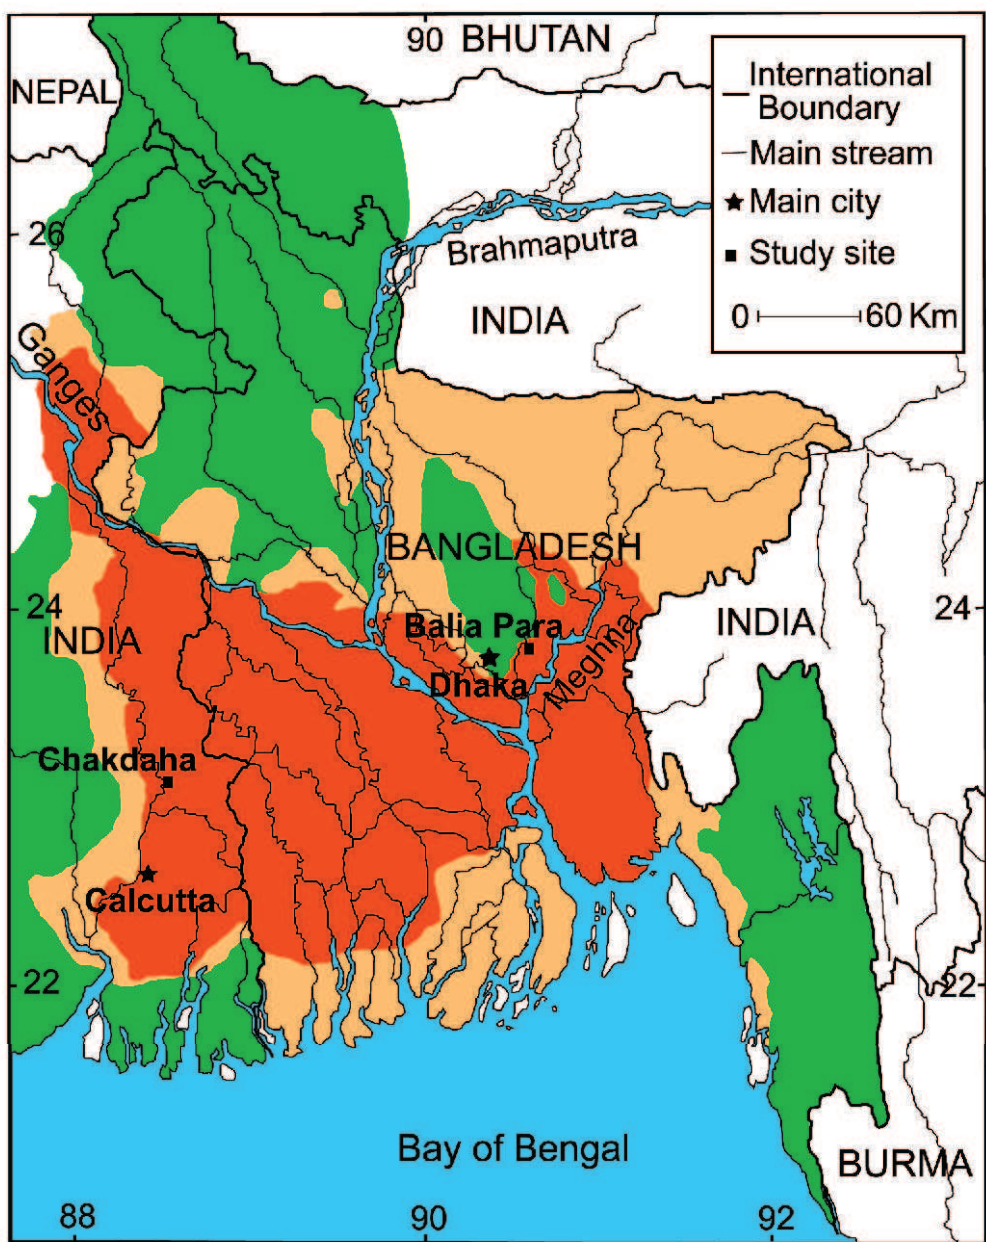 90
BHUTAN
NEPAL
International
Boundary
Main stream
Main city
Study site
0 60 Km
26
Brahmaputra
INDIA
Ganges
BANGLADESH
24
24
INDIA
INDIA
Balia Para
Dhaka
Meghna
Chakdaha
Calcutta
22
22
Bay of Bengal
BURMA
88
90
92